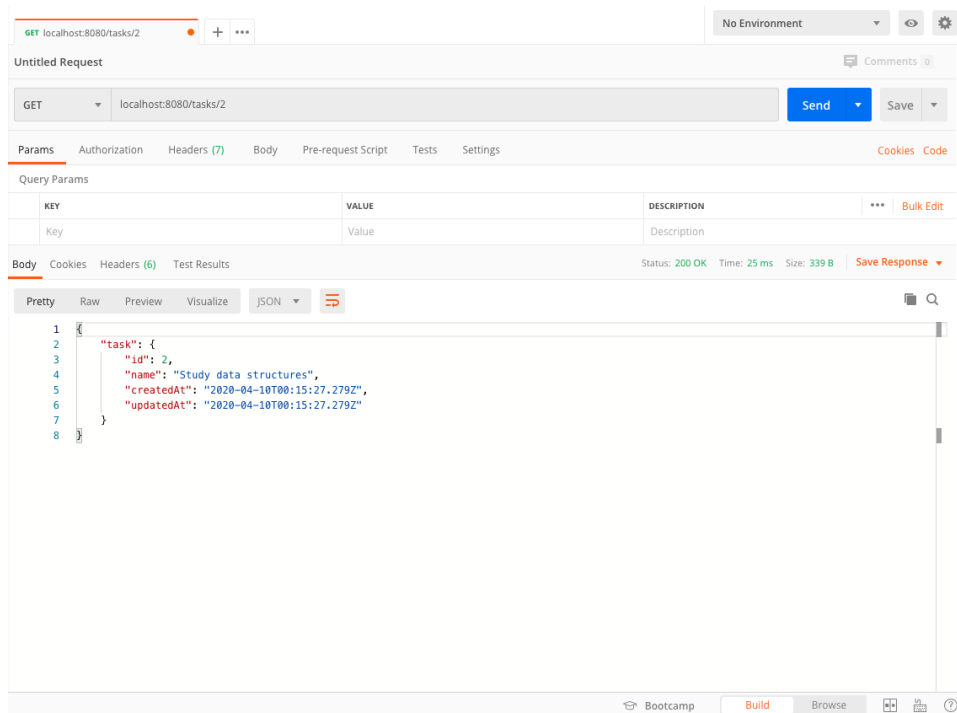 No Environment
GET localhost:8080/tasks/2
Untitled Request
Comments 0
GET localhost:8080/tasks/2 Send Save
Params Authorization Headers (7) Body Pre-request Script Tests Settings Cookies Code
Query Params
KEY VALUE DESCRIPTION ••• Bulk Edit
Key Value Description
Body Cookies Headers (6) Test Results Status: 200 OK Time: 25 ms Size: 339 B Save Response
Pretty Raw Preview Visualize JSON
1 {
2 "task": {
3 "id": 2,
4 "name": "Study data structures",
5 "createdAt": "2020-04-10T00:15:27.279Z",
6 "updatedAt": "2020-04-10T00:15:27.279Z"
7 }
8 }
Bootcamp Build Browse